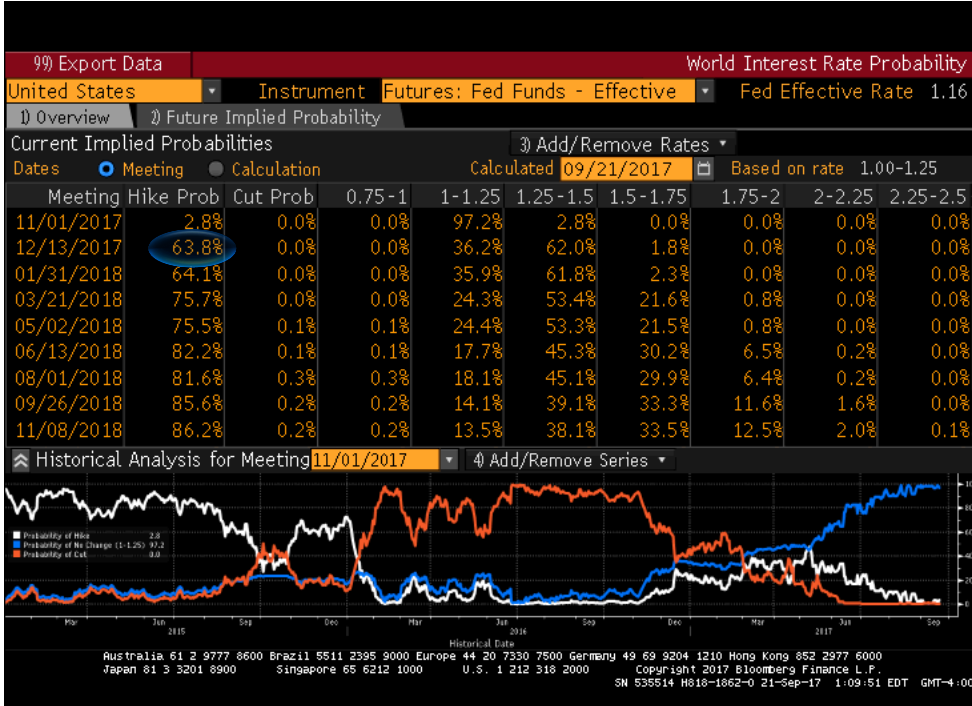 99) Export Data World Interest Rate Probability
United States Instrument Futures: Fed Funds - Effective Fed Effective Rate 1.16
1) Overview 2) Future Implied Probability
Current Implied Probabilities 3) Add/Remove Rates
Dates Meeting Calculation Calculated 09/21/2017 Based on rate 1.00-1.25
Meeting Hike Prob Cut Prob 0.75-1 1-1.25 1.25-1.5 1.5-1.75 1.75-2 2-2.25 2.25-2.5
11/01/2017 2.8% 0.0% 0.0% 97.2% 2.8% 0.0% 0.0% 0.0% 0.0%
12/13/2017 63.8% 0.0% 0.0% 36.2% 62.0% 1.8% 0.0% 0.0% 0.0%
01/31/2018 64.1% 0.0% 0.0% 35.9% 61.8% 2.3% 0.0% 0.0% 0.0%
03/21/2018 75.7% 0.0% 0.0% 24.3% 53.4% 21.6% 0.8% 0.0% 0.0%
05/02/2018 75.5% 0.1% 0.1% 24.4% 53.3% 21.5% 0.8% 0.0% 0.0%
06/13/2018 82.2% 0.1% 0.1% 17.7% 45.3% 30.2% 6.5% 0.2% 0.0%
08/01/2018 81.6% 0.3% 0.3% 18.1% 45.1% 29.9% 6.4% 0.2% 0.0%
09/26/2018 85.6% 0.2% 0.2% 14.1% 39.1% 33.3% 11.6% 1.6% 0.0%
11/08/2018 86.2% 0.2% 0.2% 13.5% 38.1% 33.5% 12.5% 2.0% 0.1%
Historical Analysis for Meeting 11/01/2017 4) Add/Remove Series
Probability of Hike 2.8
Probability of No Change (1-1.25) 97.2
Probability of Cut 0.0
80
60
40
20
0
Mar Jun Sep Dec Mar Jun Sep Dec Mar Jun Sep
2015 2016 2017
Historical Date
Australia 61 2 9777 8600 Brazil 5511 2395 9000 Europe 44 20 7330 7500 Germany 49 69 9204 1210 Hong Kong 852 2977 6000
Japan 81 3 3201 8900 Singapore 65 6212 1000 U.S. 1 212 318 2000 Copyright 2017 Bloomberg Finance L.P.
SN 535514 H818-1862-0 21-Sep-17 1:09:51 EDT GMT-4:00